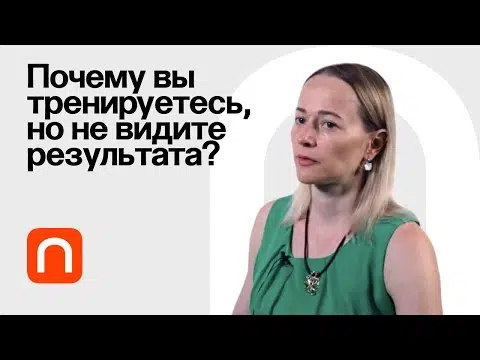 Почему вы
тренируетесь,
но не видите
результата?